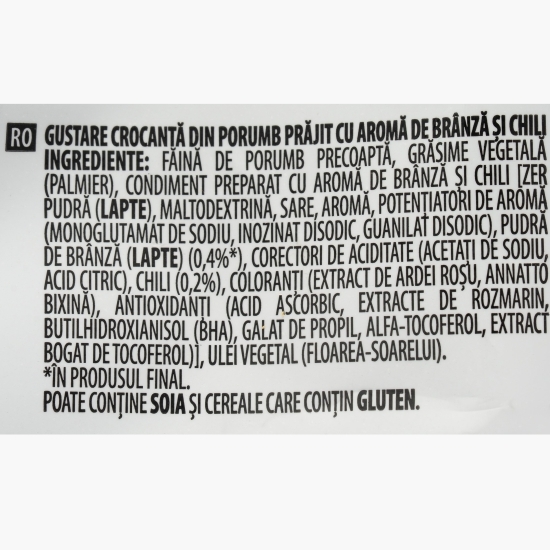 RO GUSTARE CROCANTĂ DIN PORUMB PRĂJIT CU AROMĂ DE BRÂNZĂ ȘI CHILI
INGREDIENTE: FĂINĂ DE PORUMB PRECOAPTĂ, GRĂSIME VEGETALĂ
(PALMIER), CONDIMENT PREPARAT CU AROMĂ DE BRÂNZĂ ȘI CHILI [ZER
PUDRĂ (LAPTE), MALTODEXTRINĂ, SARE, AROMĂ, POTENȚIATORI DE AROMĂ
(MONOGLUTAMAT DE SODIU, INOZINAT DISODIC, GUANILAT DISODIC), PUDRĂ
DE BRÂNZĂ (LAPTE) (0,4%*), CORECTORI DE ACIDITATE (ACETAȚI DE SODIU,
ACID CITRIC), CHILI (0,2%), COLORANȚI (EXTRACT DE ARDEI ROȘU, ANNATTO
BIXINĂ), ANTIOXIDANȚI (ACID ASCORBIC, EXTRACTE DE ROZMARIN,
BUTILHIDROXIANISOL (BHA), GALAT DE PROPIL, ALFA-TOCOFEROL, EXTRACT
BOGAT DE TOCOFEROL)], ULEI VEGETAL (FLOAREA-SOARELUI).
*ÎN PRODUSUL FINAL.
POATE CONȚINE SOIA ȘI CEREALE CARE CONȚIN GLUTEN.